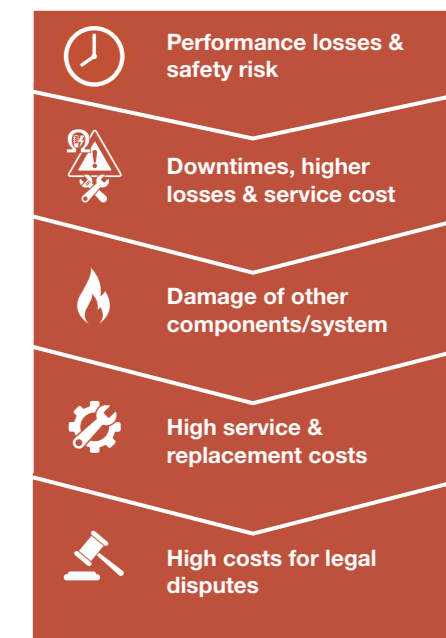 Performance losses &
safety risk
Ω
Downtimes, higher
losses & service cost
Damage of other
components/system
High service &
replacement costs
High costs for legal
disputes